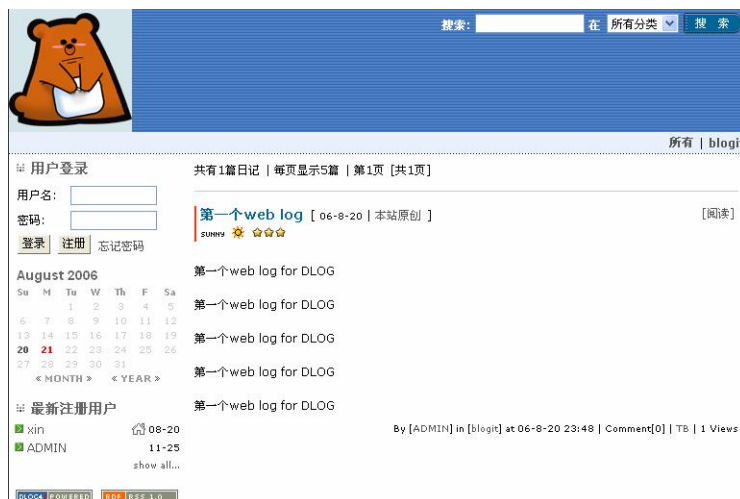 搜索: 在 所有分类 搜 索
所有 | blogi
用户登录
用户名:
密码:
登录 注册 忘记密码
August 2006
Su M Tu W Th F Sa
1 2 3 4 5
6 7 8 9 10 11 12
13 14 15 16 17 18 19
20 21 22 23 24 25 26
27 28 29 30 31
« MONTH » « YEAR »
最新注册用户
xin 08-20
ADMIN 11-25
show all...
DLOG4 POWERED RDF RSS 1.0
共有1篇日记 | 每页显示5篇 | 第1页 [共1页]
第一个web log [ 06-8-20 | 本站原创 ] [阅读]
SUNNY
第一个web log for DLOG
第一个web log for DLOG
第一个web log for DLOG
第一个web log for DLOG
第一个web log for DLOG
By [ADMIN] in [blogit] at 06-8-20 23:48 | Comment[0] | TB | 1 Views